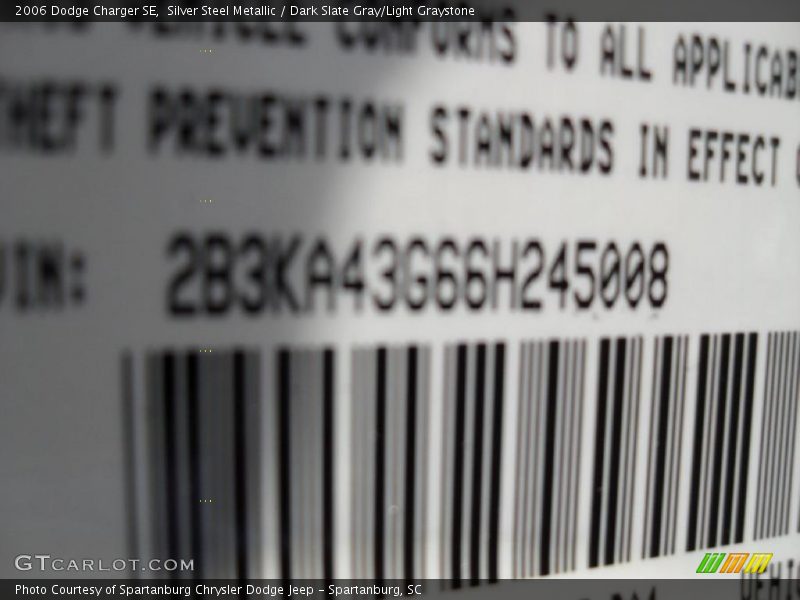 2006 Dodge Charger SE,  Silver Steel Metallic / Dark Slate Gray/Light Graystone
VEHICLE CONFORMS TO ALL APPLICAB
THEFT PREVENTION STANDARDS IN EFFECT
VIN: 2B3KA43G66H245008
GTCARLOT.COM
Photo Courtesy of Spartanburg Chrysler Dodge Jeep - Spartanburg, SC